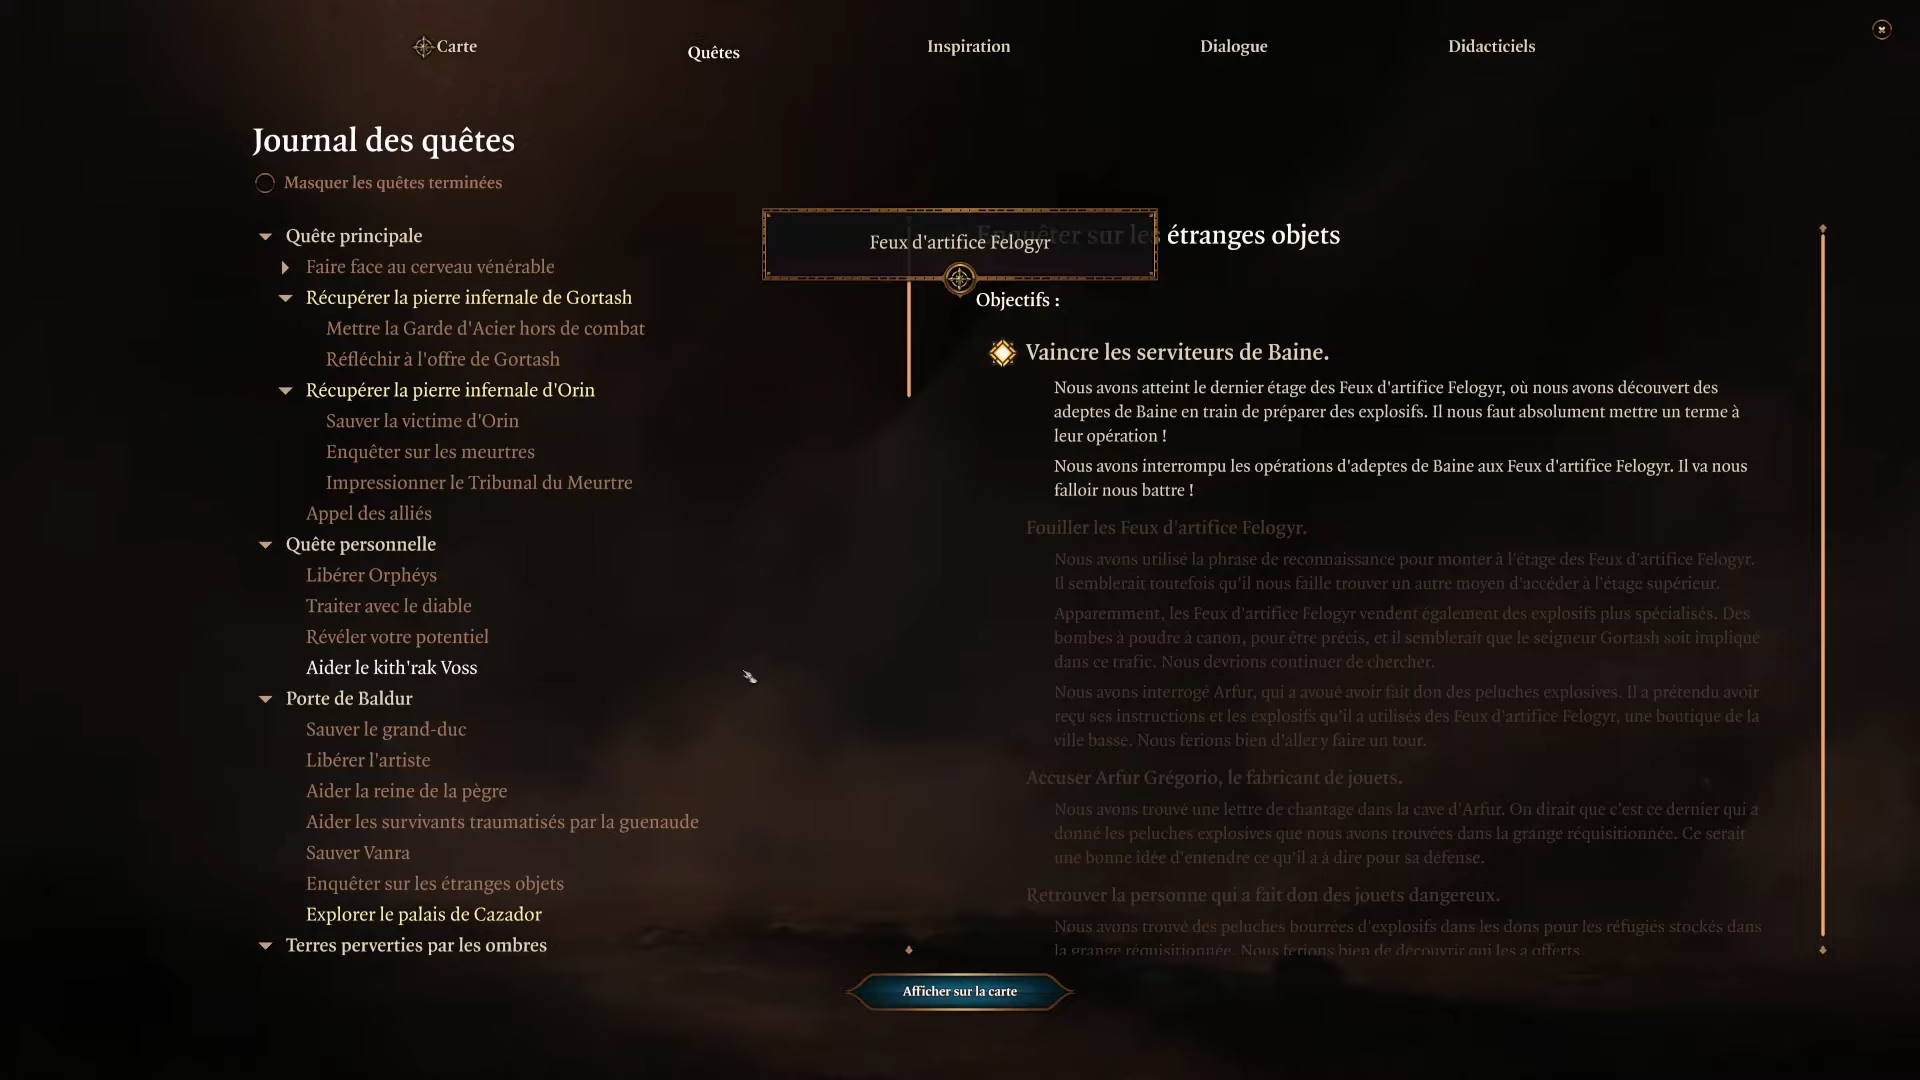 Carte
Quêtes
Inspiration
Dialogue
Didacticiels
Journal des quêtes
Masquer les quêtes terminées
Quête principale
Faire face au cerveau vénérable
Récupérer la pierre infernale de Gortash
Mettre la Garde d'Acier hors de combat
Réfléchir à l'offre de Gortash
Récupérer la pierre infernale d'Orin
Sauver la victime d'Orin
Enquêter sur les meurtres
Impressionner le Tribunal du Meurtre
Appel des alliés
Quête personnelle
Libérer Orphéys
Traiter avec le diable
Révéler votre potentiel
Aider le kith'rak Voss
Porte de Baldur
Sauver le grand-duc
Libérer l'artiste
Aider la reine de la pègre
Aider les survivants traumatisés par la guenaude
Sauver Vanra
Enquêter sur les étranges objets
Explorer le palais de Cazador
Terres perverties par les ombres
Feux d'artifice Felogyr
Enquêter sur les étranges objets
Objectifs :
Vaincre les serviteurs de Baine.
Nous avons atteint le dernier étage des Feux d'artifice Felogyr, où nous avons découvert des
adeptes de Baine en train de préparer des explosifs. Il nous faut absolument mettre un terme à
leur opération !
Nous avons interrompu les opérations d'adeptes de Baine aux Feux d'artifice Felogyr. Il va nous
falloir nous battre !
Fouiller les Feux d'artifice Felogyr.
Nous avons utilisé la phrase de reconnaissance pour monter à l'étage des Feux d'artifice Felogyr.
Il semblerait toutefois qu'il nous faille trouver un autre moyen d'accéder à l'étage supérieur.
Apparemment, les Feux d'artifice Felogyr vendent également des explosifs plus spécialisés. Des
bombes à poudre à canon, pour être précis, et il semblerait que le seigneur Gortash soit impliqué
dans ce trafic. Nous devrions continuer de chercher.
Nous avons interrogé Arfur, qui a avoué avoir fait don des peluches explosives. Il a prétendu avoir
reçu ses instructions et les explosifs qu'il a utilisés des Feux d'artifice Felogyr, une boutique de la
ville basse. Nous ferions bien d'aller y faire un tour.
Accuser Arfur Grégorio, le fabricant de jouets.
Nous avons trouvé une lettre de chantage dans la cave d'Arfur. On dirait que c'est ce dernier qui a
donné les peluches explosives que nous avons trouvées dans la grange réquisitionnée. Ce serait
une bonne idée d'entendre ce qu'il a à dire pour sa défense.
Retrouver la personne qui a fait don des jouets dangereux.
Nous avons trouvé des peluches bourrées d'explosifs dans les dons pour les réfugiés stockés dans
la grange réquisitionnée. Nous ferions bien de découvrir qui les a offerts.
Afficher sur la carte